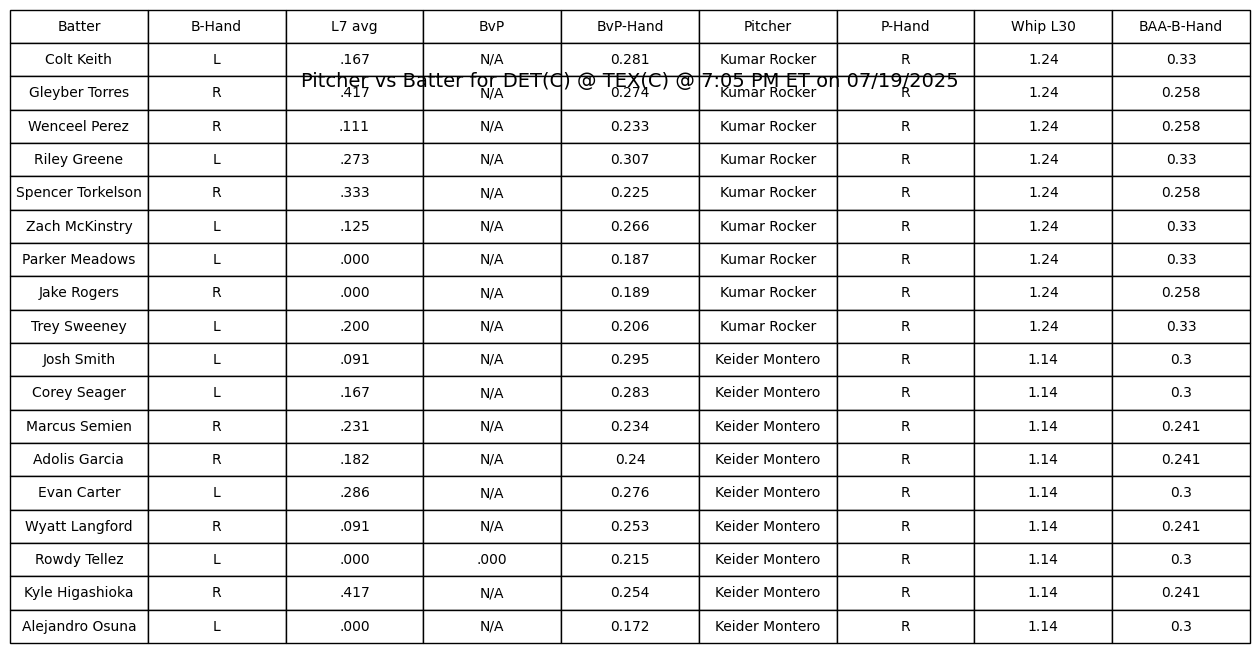 Batter B-Hand L7 avg BvP BvP-Hand Pitcher P-Hand Whip L30 BAA-B-Hand
Colt Keith L .167 N/A 0.281 Kumar Rocker R 1.24 0.33
Pitcher vs Batter for DET(C) @ TEX(C) @ 7:05 PM ET on 07/19/2025
Gleyber Torres R .417 N/A 0.274 Kumar Rocker R 1.24 0.258
Wenceel Perez R .111 N/A 0.233 Kumar Rocker R 1.24 0.258
Riley Greene L .273 N/A 0.307 Kumar Rocker R 1.24 0.33
Spencer Torkelson R .333 N/A 0.225 Kumar Rocker R 1.24 0.258
Zach McKinstry L .125 N/A 0.266 Kumar Rocker R 1.24 0.33
Parker Meadows L .000 N/A 0.187 Kumar Rocker R 1.24 0.33
Jake Rogers R .000 N/A 0.189 Kumar Rocker R 1.24 0.258
Trey Sweeney L .200 N/A 0.206 Kumar Rocker R 1.24 0.33
Josh Smith L .091 N/A 0.295 Keider Montero R 1.14 0.3
Corey Seager L .167 N/A 0.283 Keider Montero R 1.14 0.3
Marcus Semien R .231 N/A 0.234 Keider Montero R 1.14 0.241
Adolis Garcia R .182 N/A 0.24 Keider Montero R 1.14 0.241
Evan Carter L .286 N/A 0.276 Keider Montero R 1.14 0.3
Wyatt Langford R .091 N/A 0.253 Keider Montero R 1.14 0.241
Rowdy Tellez L .000 .000 0.215 Keider Montero R 1.14 0.3
Kyle Higashioka R .417 N/A 0.254 Keider Montero R 1.14 0.241
Alejandro Osuna L .000 N/A 0.172 Keider Montero R 1.14 0.3